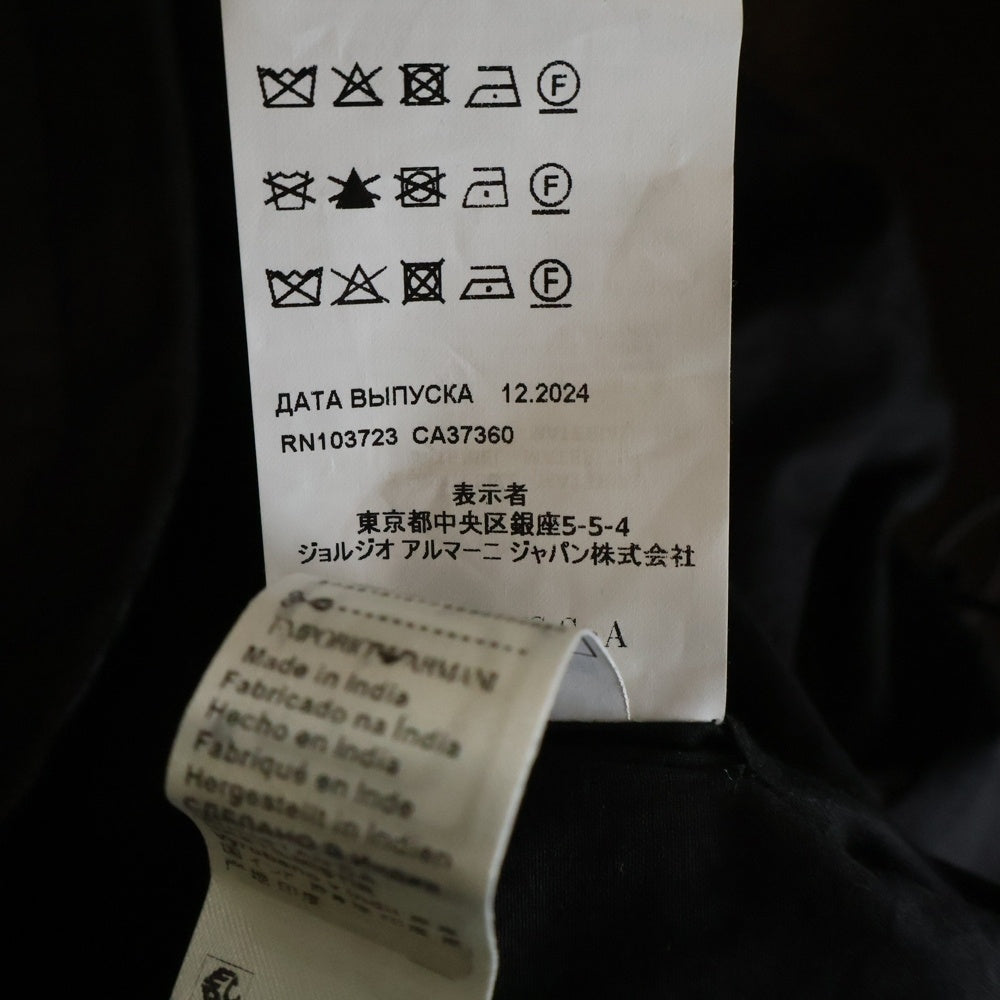 F
F
F
ДАТА ВЫПУСКА 12.2024
RN103723 CA37360
表示者
東京都中央区銀座5-5-4
ジョルジオ アルマーニ ジャパン株式会社
EMPORIO ARMANI
Made in India
Fabricado na Índia
Hecho en India
Fabriqué en Inde
Hergestellt in Indien